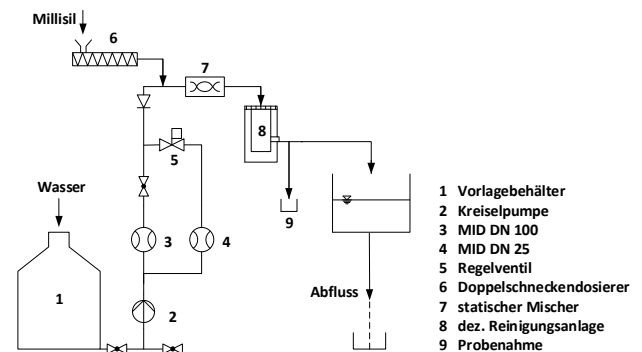 Millisil
6
7
8
5
Wasser
9
3
4
1
Abfluss
2
1 Vorlagebehälter
2 Kreiselpumpe
3 MID DN 100
4 MID DN 25
5 Regelventil
6 Doppelschneckendosierer
7 statischer Mischer
8 dez. Reinigungsanlage
9 Probenahme